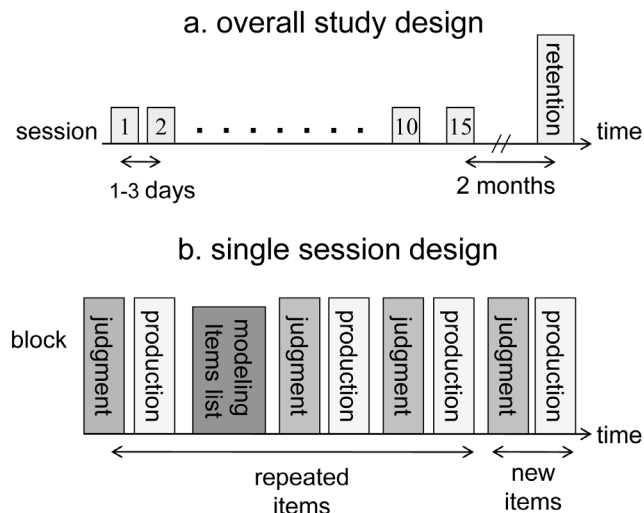 a. overall study design
session
1
2
. . . . . . .
10
15
retention
time
1-3 days
2 months
b. single session design
block
judgment
production
modeling
Items list
judgment
production
judgment
production
judgment
production
time
repeated
items
new
items